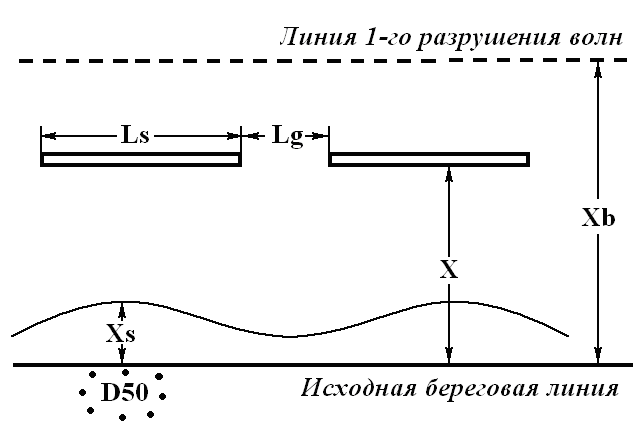 Линия 1-го разрушения волн
Ls
Lg
Xb
X
Xs
D50
Исходная береговая линия